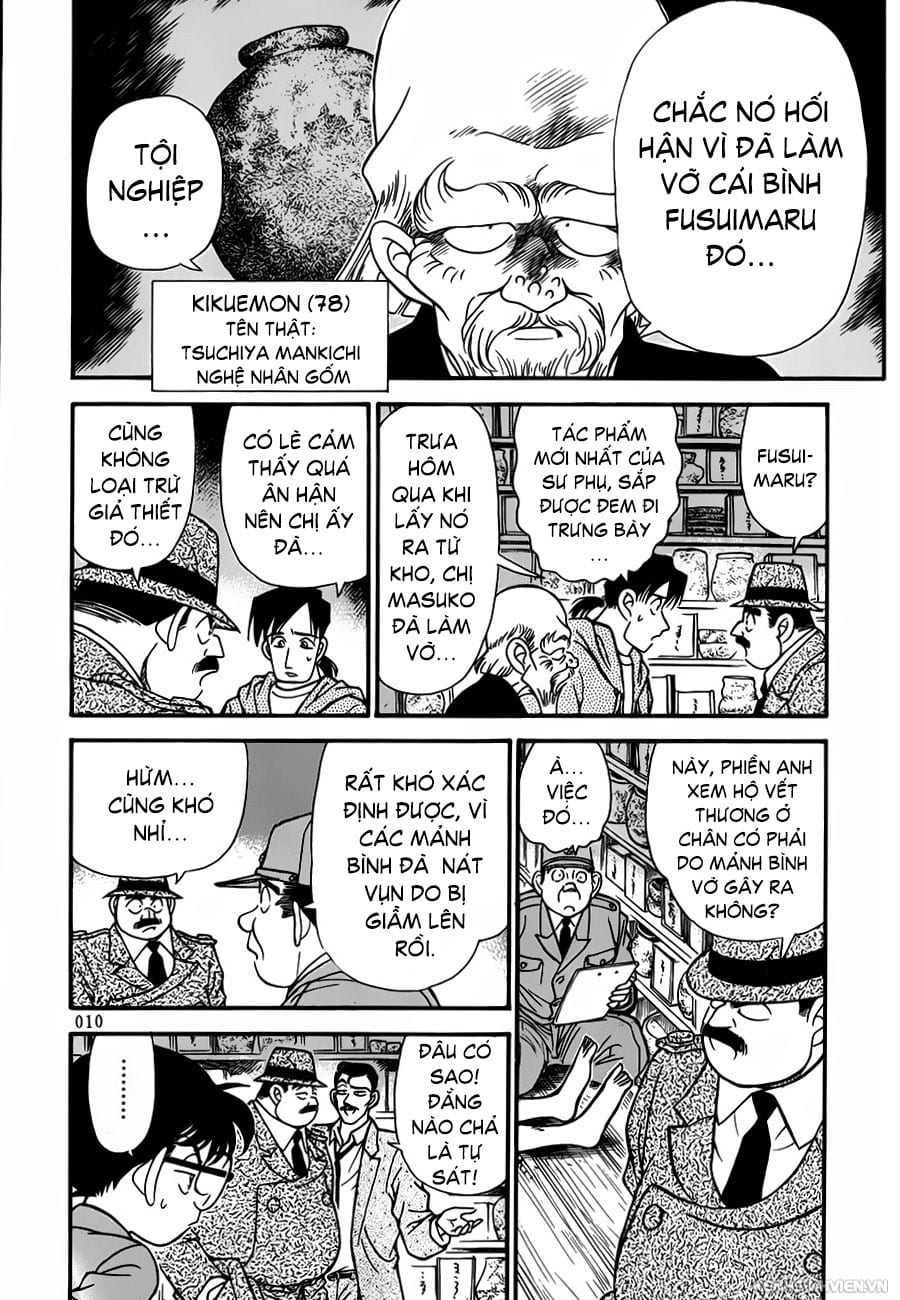 CHẮC NÓ HỐI
HẬN VÌ ĐÃ LÀM
VỠ CÁI BÌNH
FUSUIMARU
ĐÓ...
TỘI
NGHIỆP
...
KIKUEMON (78)
TÊN THẬT:
TSUCHIYA MANKICHI
NGHỆ NHÂN GỐM
FUSUI-
MARU?
TÁC PHẨM
MỚI NHẤT CỦA
SƯ PHỤ, SẮP
ĐƯỢC ĐEM ĐI
TRƯNG BÀY
...
TRƯA
HÔM
QUA KHI
LẤY NÓ
RA TỪ
KHO, CHỊ
MASUKO
ĐÃ LÀM
VỠ...
CÓ LẼ CẢM
THẤY QUÁ
ÂN HẬN
NÊN CHỊ ẤY
ĐÃ...
CŨNG
KHÔNG
LOẠI TRỪ
GIẢ THIẾT
ĐÓ...
NÀY, PHIỀN ANH
XEM HỘ VẾT
THƯƠNG Ở
CHÂN CÓ PHẢI
DO MẢNH BÌNH
VỠ GÂY RA
KHÔNG?
À...
VIỆC
ĐÓ...
RẤT KHÓ XÁC
ĐỊNH ĐƯỢC, VÌ
CÁC MẢNH
BÌNH ĐÃ NÁT
VỤN DO BỊ
GIẪM LÊN
RỒI.
HỪM...
CŨNG KHÓ
NHỈ...
010
ĐÂU CÓ
SAO!
ĐẰNG
NÀO CHẢ
LÀ TỰ
SÁT!
.........